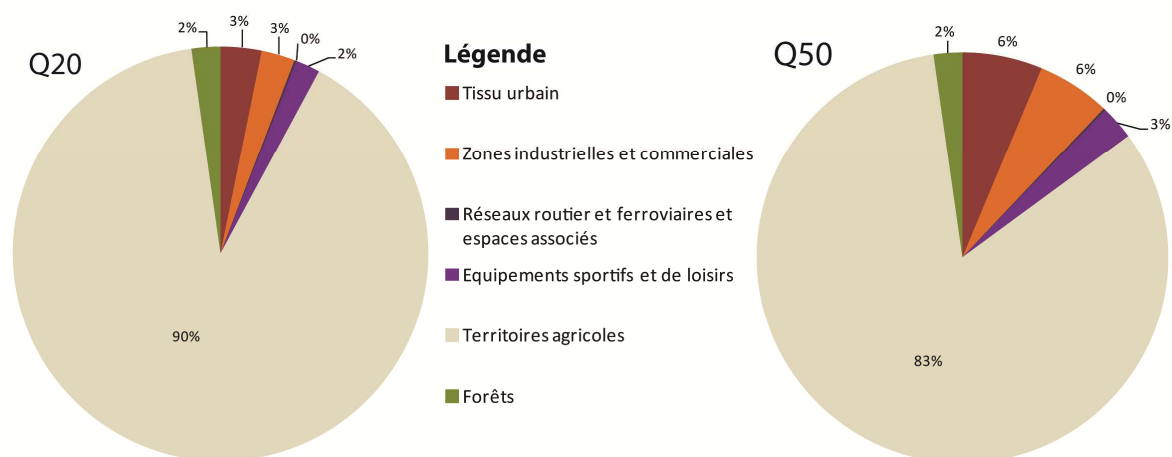 Q20
2%
3%
3%
0%
2%
90%
Légende
Tissu urbain
Zones industrielles et commerciales
Réseaux routier et ferroviaires et
espaces associés
Equipements sportifs et de loisirs
Territoires agricoles
Forêts
Q50
2%
6%
6%
0%
3%
83%